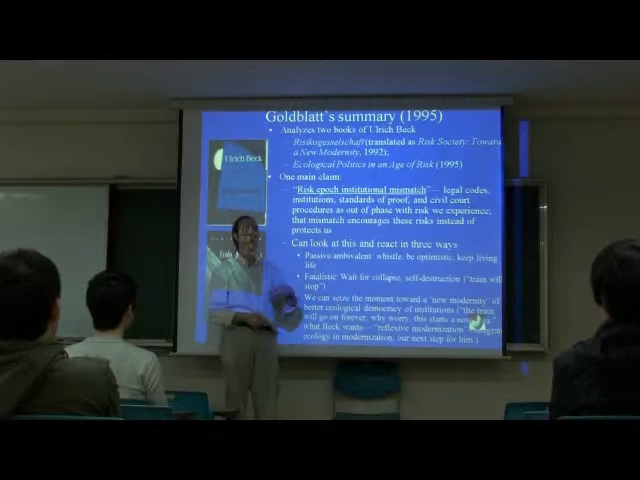 Goldblatt's summary (1995)
Analyzes two books of Ulrich Beck
– Risikogesselschaft (translated as Risk Society: Toward
a New Modernity, 1992);
– Ecological Politics in an Age of Risk (1995)
One main claim:
– "Risk epoch institutional mismatch"— legal codes,
institutions, standards of proof, and civil court
procedures as out of phase with risk we experience;
that mismatch encourages these risks instead of
protects us
– Can look at this and react in three ways
Passive ambivalent: whistle, be optimistic, keep living
life
Fatalistic: Wait for collapse, self-destruction ("train will
stop")
We can seize the moment toward a 'new modernity' of
better ecological democracy of institutions ("the train
will go on forever, why worry, this starts a
what Beck wants—"reflexive modernization"
ecology in modernization, our next step for him )
Ulrich Beck